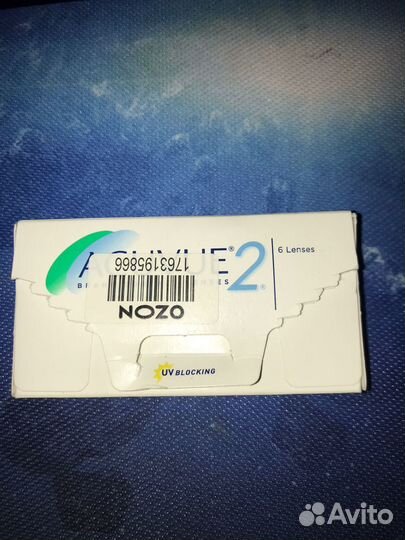 ACUVUE® 2®
6 Lenses
1763195866
OZON
UV BLOCKING
Avito